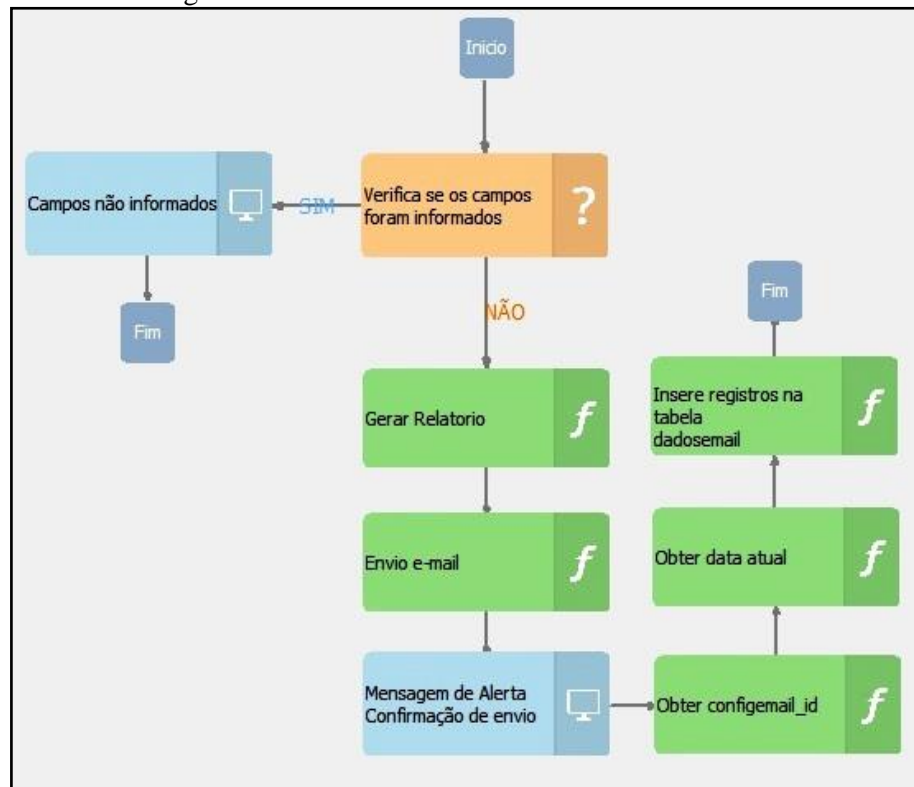 Inicio
Verifica se os campos
foram informados
?
SIM
Campos não informados
Fim
NÃO
Gerar Relatorio
f
Envio e-mail
f
Mensagem de Alerta
Confirmação de envio
Obter configemail_id
f
Obter data atual
f
Insere registros na
tabela
dadosemail
f
Fim